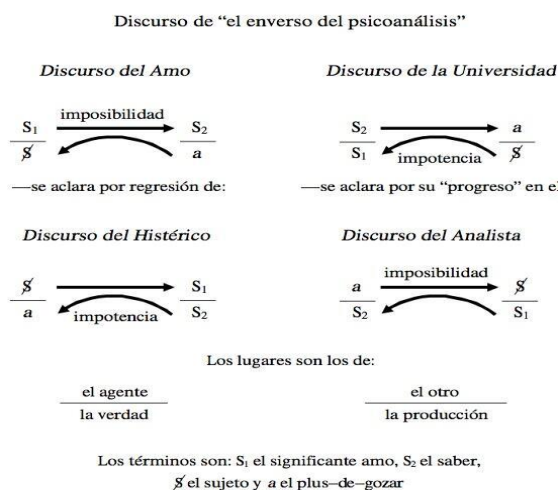 Discurso de “el enverso del psicoanálisis”
Discurso del Amo
Discurso de la Universidad
imposibilidad
S₁ S₂
$ a
S₂ a
S₁ impotencia $
—se aclara por regresión de:
—se aclara por su “progreso” en el
Discurso del Histérico
Discurso del Analista
$ S₁
a impotencia S₂
imposibilidad
a $
S₂ S₁
Los lugares son los de:
el agente
la verdad
el otro
la producción
Los términos son: S₁ el significante amo, S₂ el saber,
$ el sujeto y a el plus–de–gozar